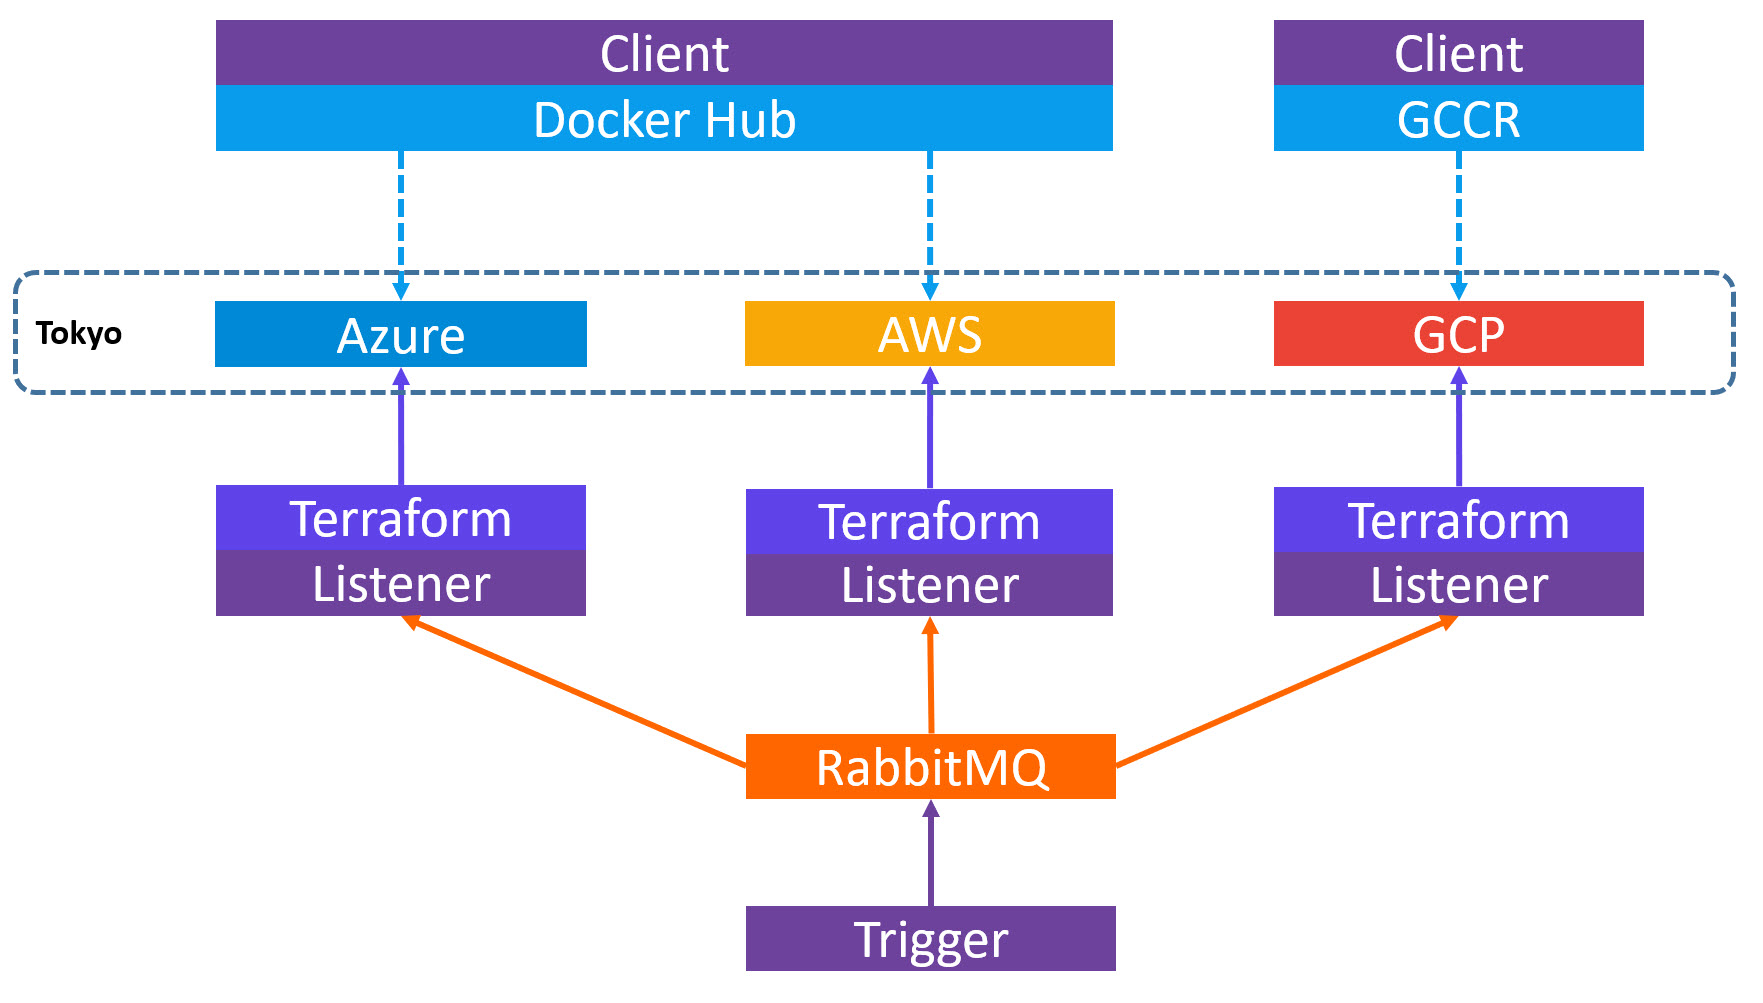 Client
Client
Docker Hub
GCCR
Tokyo
Azure
AWS
GCP
Terraform
Terraform
Terraform
Listener
Listener
Listener
RabbitMQ
Trigger